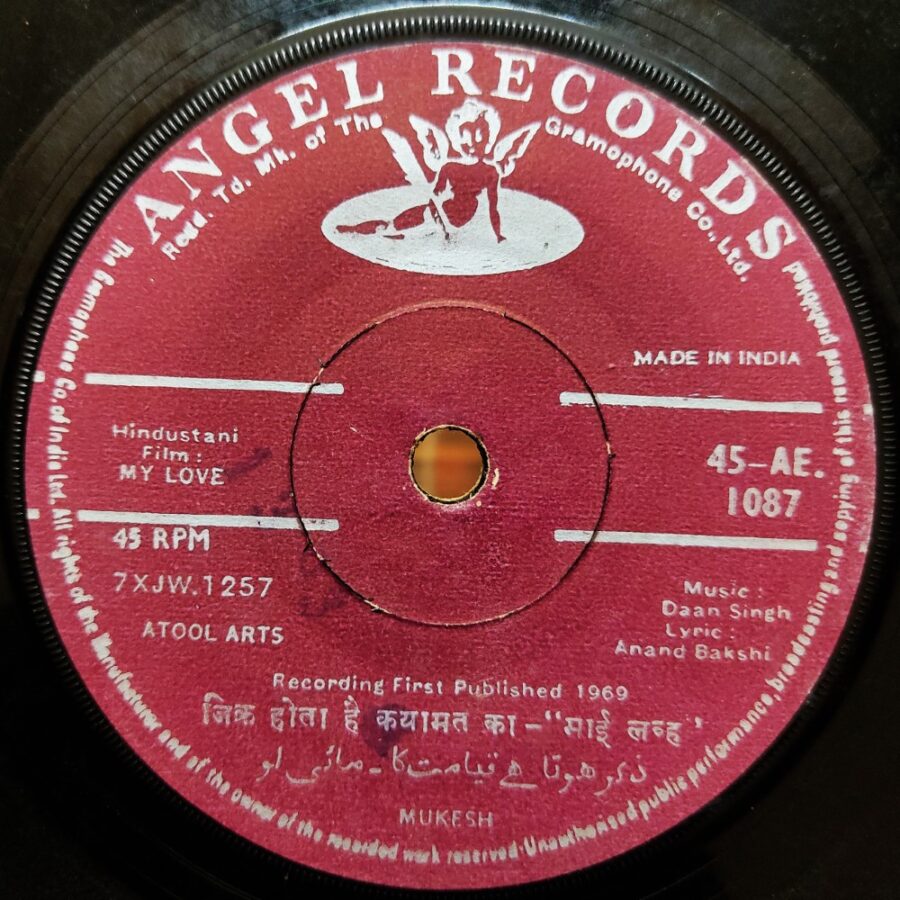 ANGEL RECORDS
Regd. Td. Mk. of The Gramophone Co., Ltd.
MADE IN INDIA
Hindustani
Film :
MY LOVE
45-AE.
1087
45 RPM
7XJW.1257
ATOOL ARTS
Music :
Daan Singh
Lyric :
Anand Bakshi
Recording First Published 1969
जिक्र होता है कयामत का-"माई लव्ह"
ذکر هوتا هے قیامت کا - مائی لو
MUKESH
The Gramophone Co. of India Ltd. All rights of the Manufacturer and of the owner of the recorded work reserved·Unauthorised public performance, broadcasting and copying of this record prohibited